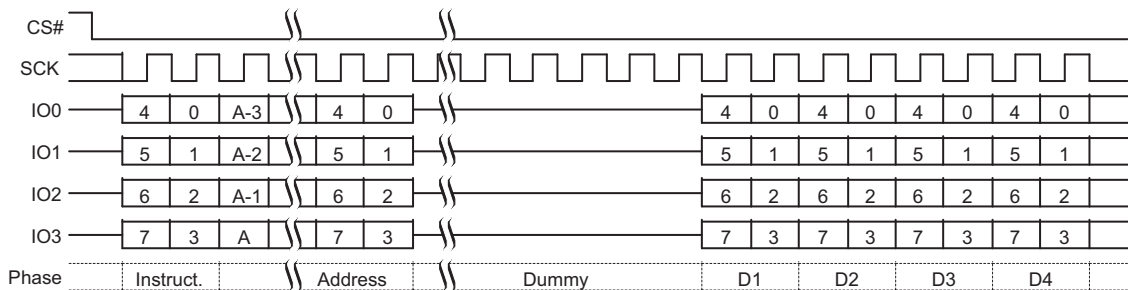 CS#
SCK
IO0 4 0 A-3 4 0 4 0 4 0 4 0 4 0
IO1 5 1 A-2 5 1 5 1 5 1 5 1 5 1
IO2 6 2 A-1 6 2 6 2 6 2 6 2 6 2
IO3 7 3 A 7 3 7 3 7 3 7 3 7 3
Phase Instruct. Address Dummy D1 D2 D3 D4